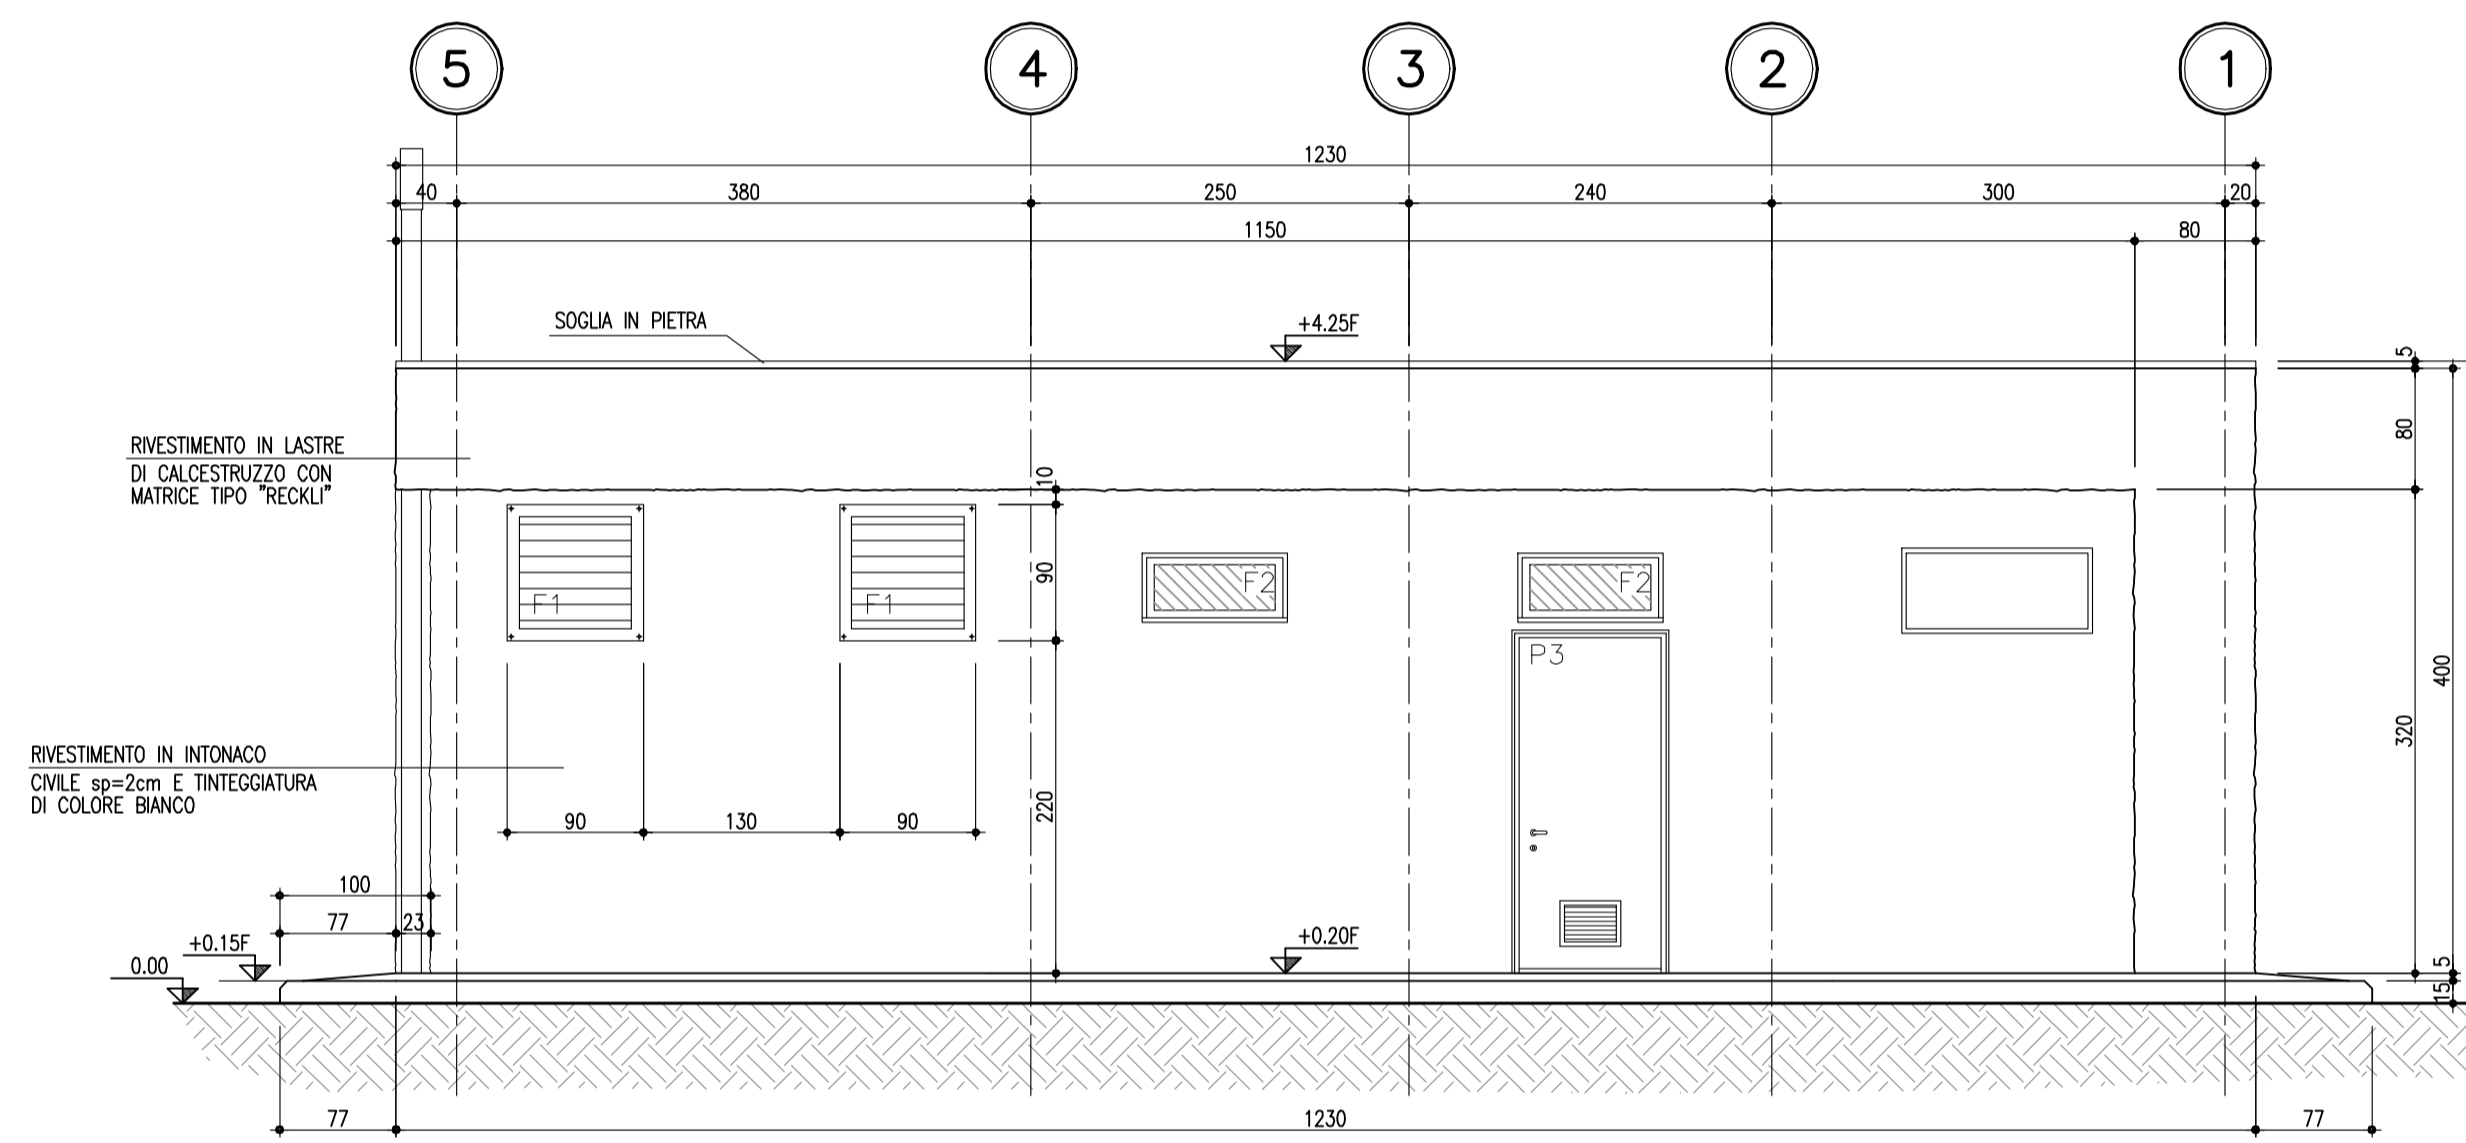 5 4 3 2 1
1230
40 380 250 240 300 20
1150 80
SOGLIA IN PIETRA
+4.25F
5
RIVESTIMENTO IN LASTRE
DI CALCESTRUZZO CON
MATRICE TIPO "RECKLI"
80
10
90
F1 F1 F2 F2
P3
400
320
RIVESTIMENTO IN INTONACO
CIVILE sp=2cm E TINTEGGIATURA
DI COLORE BIANCO
220
90 130 90
100
77 23
+0.15F
+0.20F
0.00
5
15
77 1230 77